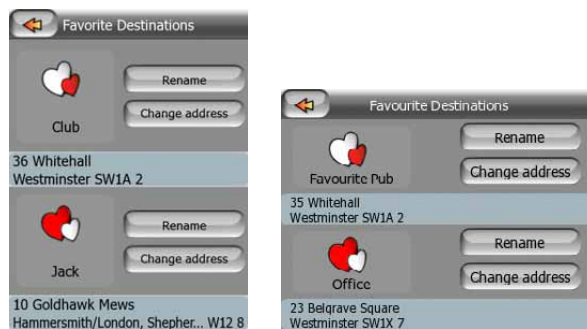 Favorite Destinations
Rename
Change address
Club
36 Whitehall
Westminster SW1A 2
Rename
Change address
Jack
10 Goldhawk Mews
Hammersmith/London, Shepher... W12 8
Favourite Destinations
Rename
Change address
Favourite Pub
35 Whitehall
Westminster SW1A 2
Rename
Change address
Office
23 Belgrave Square
Westminster SW1X 7